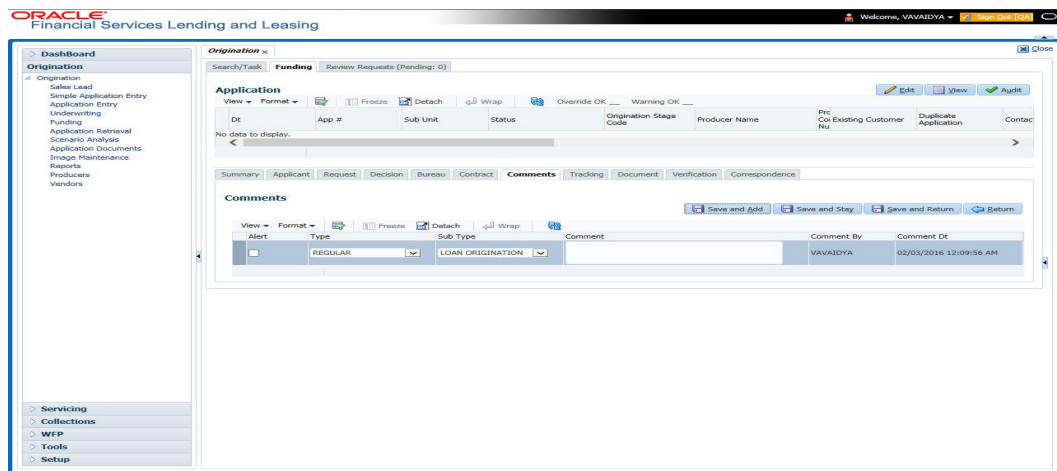 ORACLE®
Financial Services Lending and Leasing
Welcome, VAVAIDYA
Sign Out [QA]
Close
DashBoard
Origination
Origination
Sales Lead
Simple Application Entry
Application Entry
Underwriting
Funding
Application Retrieval
Scenario Analysis
Application Documents
Image Maintenance
Reports
Producers
Vendors
Servicing
Collections
WFP
Tools
Setup
Origination x
Search/Task Funding Review Requests (Pending: 0)
Application
Edit View Audit
View Format Freeze Detach Wrap Override OK __ Warning OK __
Dt App # Sub Unit Status Origination Stage Code Producer Name Existing Customer Duplicate Application Contac
No data to display.
Summary Applicant Request Decision Bureau Contract Comments Tracking Document Verification Correspondence
Comments
Save and Add Save and Stay Save and Return Return
View Format Freeze Detach Wrap
Alert Type Sub Type Comment Comment By Comment Dt
REGULAR LOAN ORIGINATION VAVAIDYA 02/03/2016 12:09:56 AM